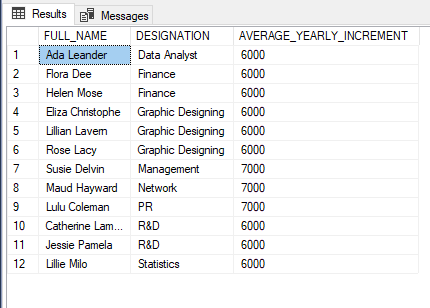 Results Messages
FULL_NAME DESIGNATION AVERAGE_YEARLY_INCREMENT
1 Ada Leander Data Analyst 6000
2 Flora Dee Finance 6000
3 Helen Mose Finance 6000
4 Eliza Christophe Graphic Designing 6000
5 Lillian Lavern Graphic Designing 6000
6 Rose Lacy Graphic Designing 6000
7 Susie Delvin Management 7000
8 Maud Hayward Network 7000
9 Lulu Coleman PR 7000
10 Catherine Lam... R&D 6000
11 Jessie Pamela R&D 6000
12 Lillie Milo Statistics 6000